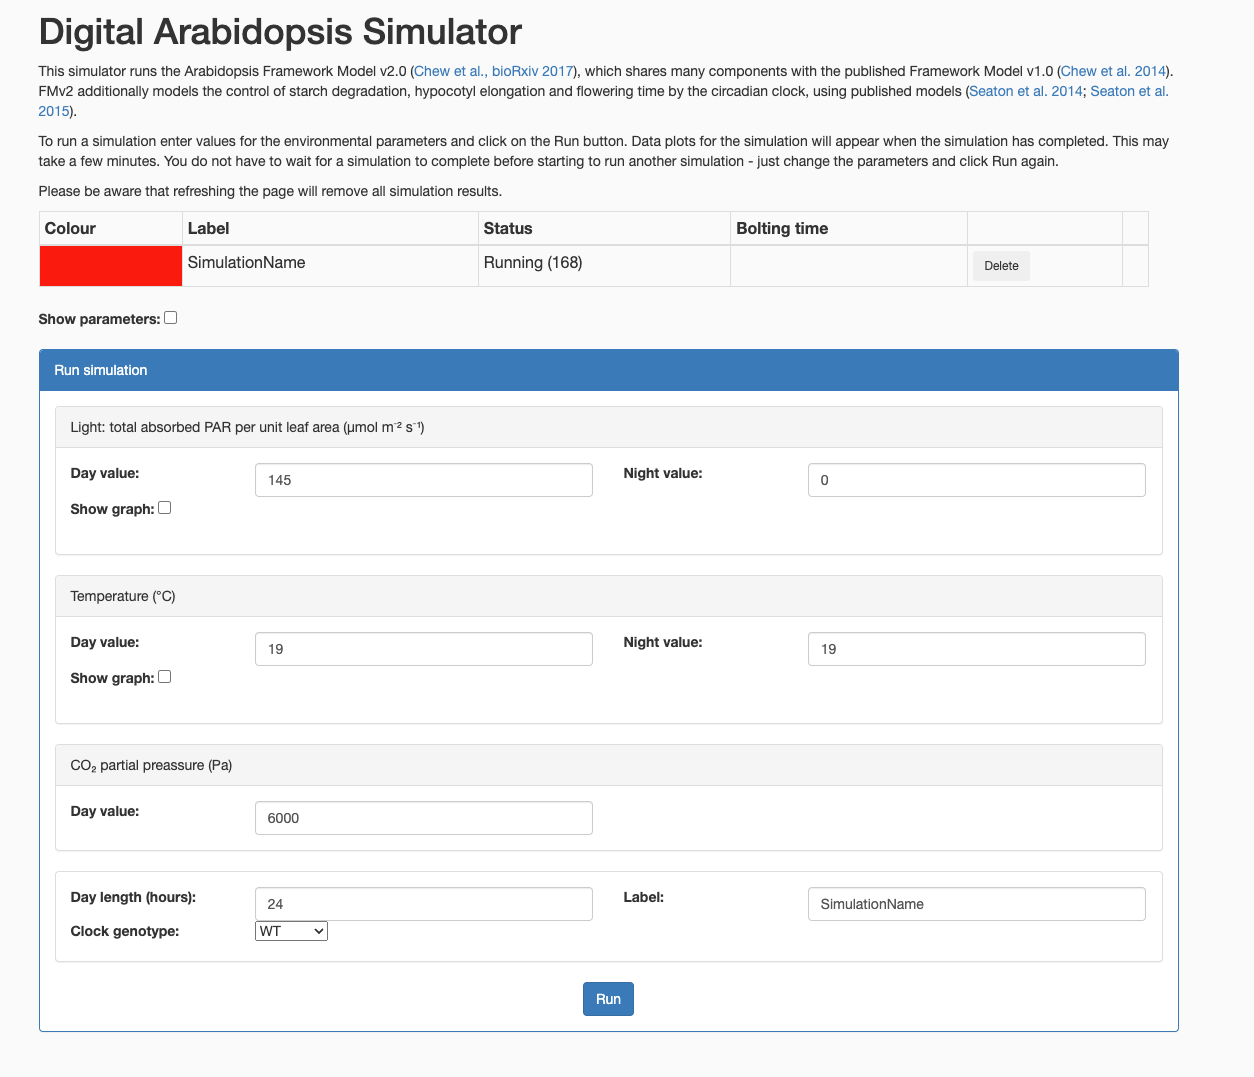 Digital Arabidopsis Simulator
This simulator runs the Arabidopsis Framework Model v2.0 (Chew et al., bioRxiv 2017), which shares many components with the published Framework Model v1.0 (Chew et al. 2014).
FMv2 additionally models the control of starch degradation, hypocotyl elongation and flowering time by the circadian clock, using published models (Seaton et al. 2014; Seaton et al.
2015).
To run a simulation enter values for the environmental parameters and click on the Run button. Data plots for the simulation will appear when the simulation has completed. This may
take a few minutes. You do not have to wait for a simulation to complete before starting to run another simulation - just change the parameters and click Run again.
Please be aware that refreshing the page will remove all simulation results.
Colour Label Status Bolting time
SimulationName Running (168) Delete
Show parameters:
Run simulation
Light: total absorbed PAR per unit leaf area (μmol m⁻² s⁻¹)
Day value: 145 Night value: 0
Show graph:
Temperature (°C)
Day value: 19 Night value: 19
Show graph:
CO₂ partial preassure (Pa)
Day value: 6000
Day length (hours): 24 Label: SimulationName
Clock genotype: WT
Run